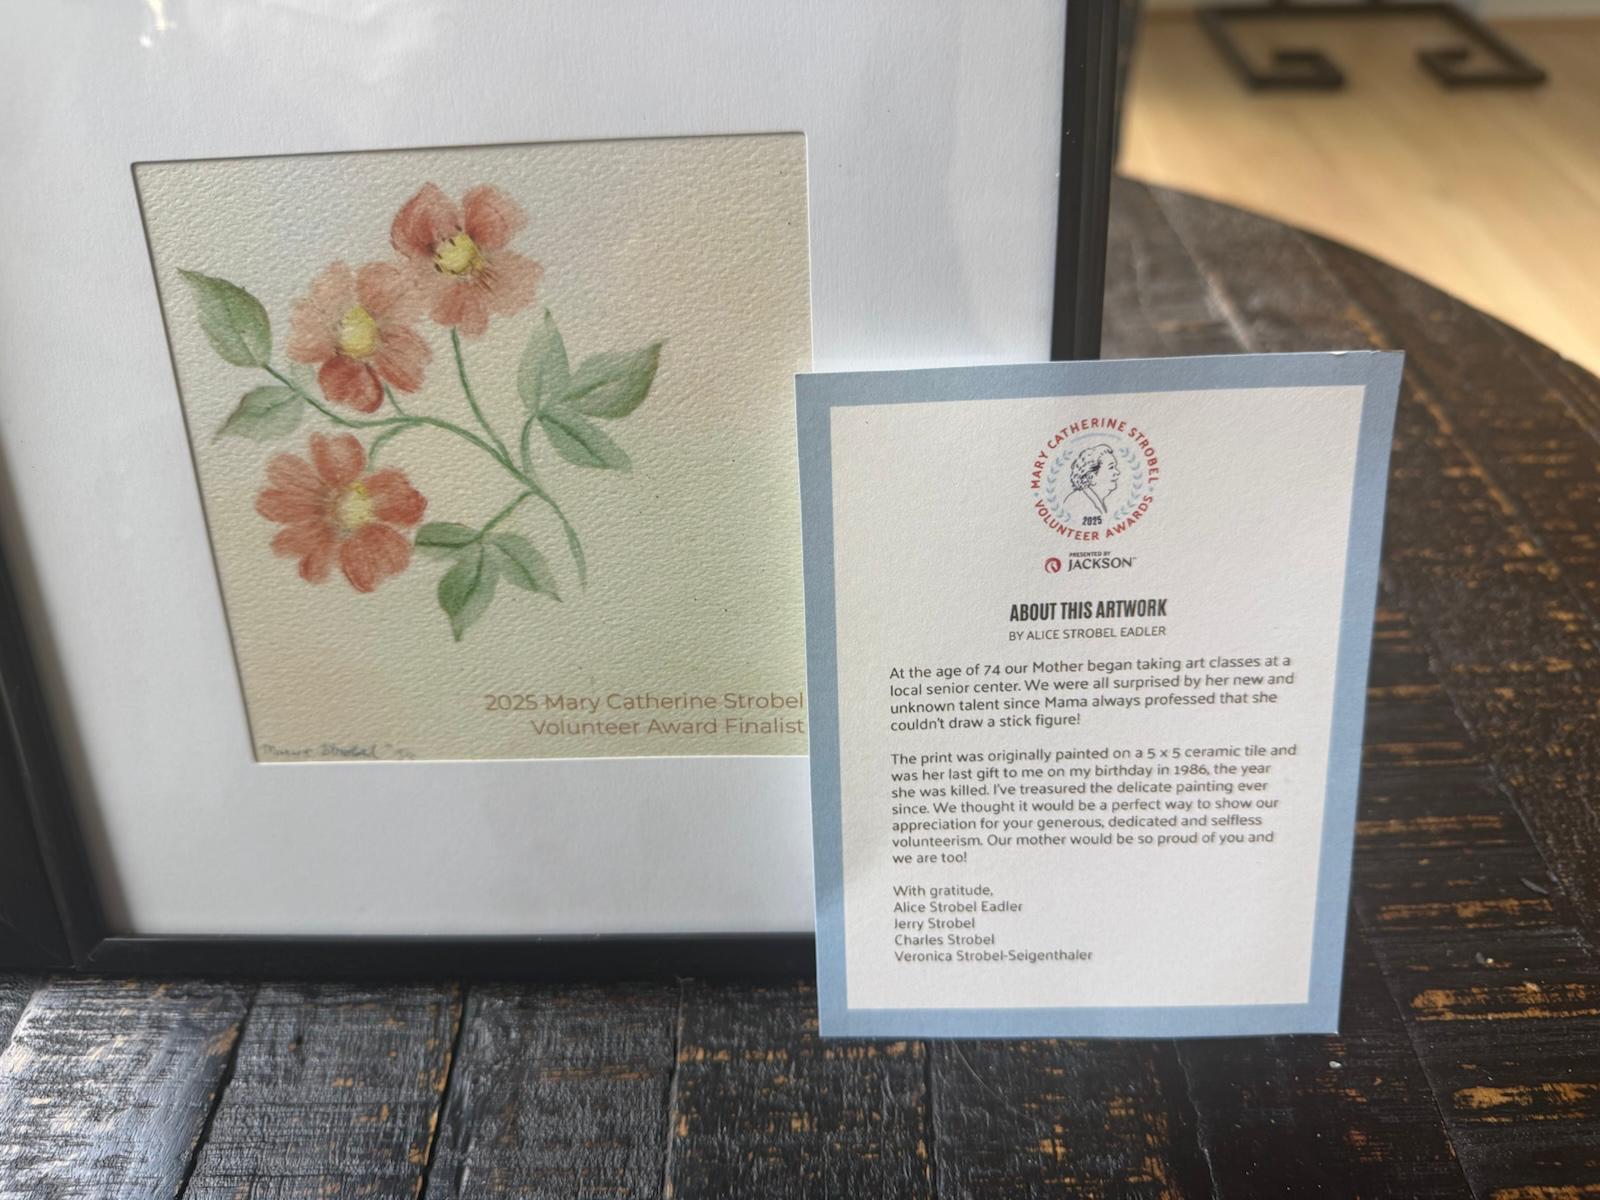 2025 Mary Catherine Strobel
Volunteer Award Finalist
Strobel
MARY CATHERINE STROBEL
VOLUNTEER AWARDS
2025
PRESENTED BY
JACKSON
ABOUT THIS ARTWORK
BY ALICE STROBEL EADLER
At the age of 74 our Mother began taking art classes at a
local senior center. We were all surprised by her new and
unknown talent since Mama always professed that she
couldn't draw a stick figure!
The print was originally painted on a 5 x 5 ceramic tile and
was her last gift to me on my birthday in 1986, the year
she was killed. I've treasured the delicate painting ever
since. We thought it would be a perfect way to show our
appreciation for your generous, dedicated and selfless
volunteerism. Our mother would be so proud of you and
we are too!
With gratitude,
Alice Strobel Eadler
Jerry Strobel
Charles Strobel
Veronica Strobel-Seigenthaler